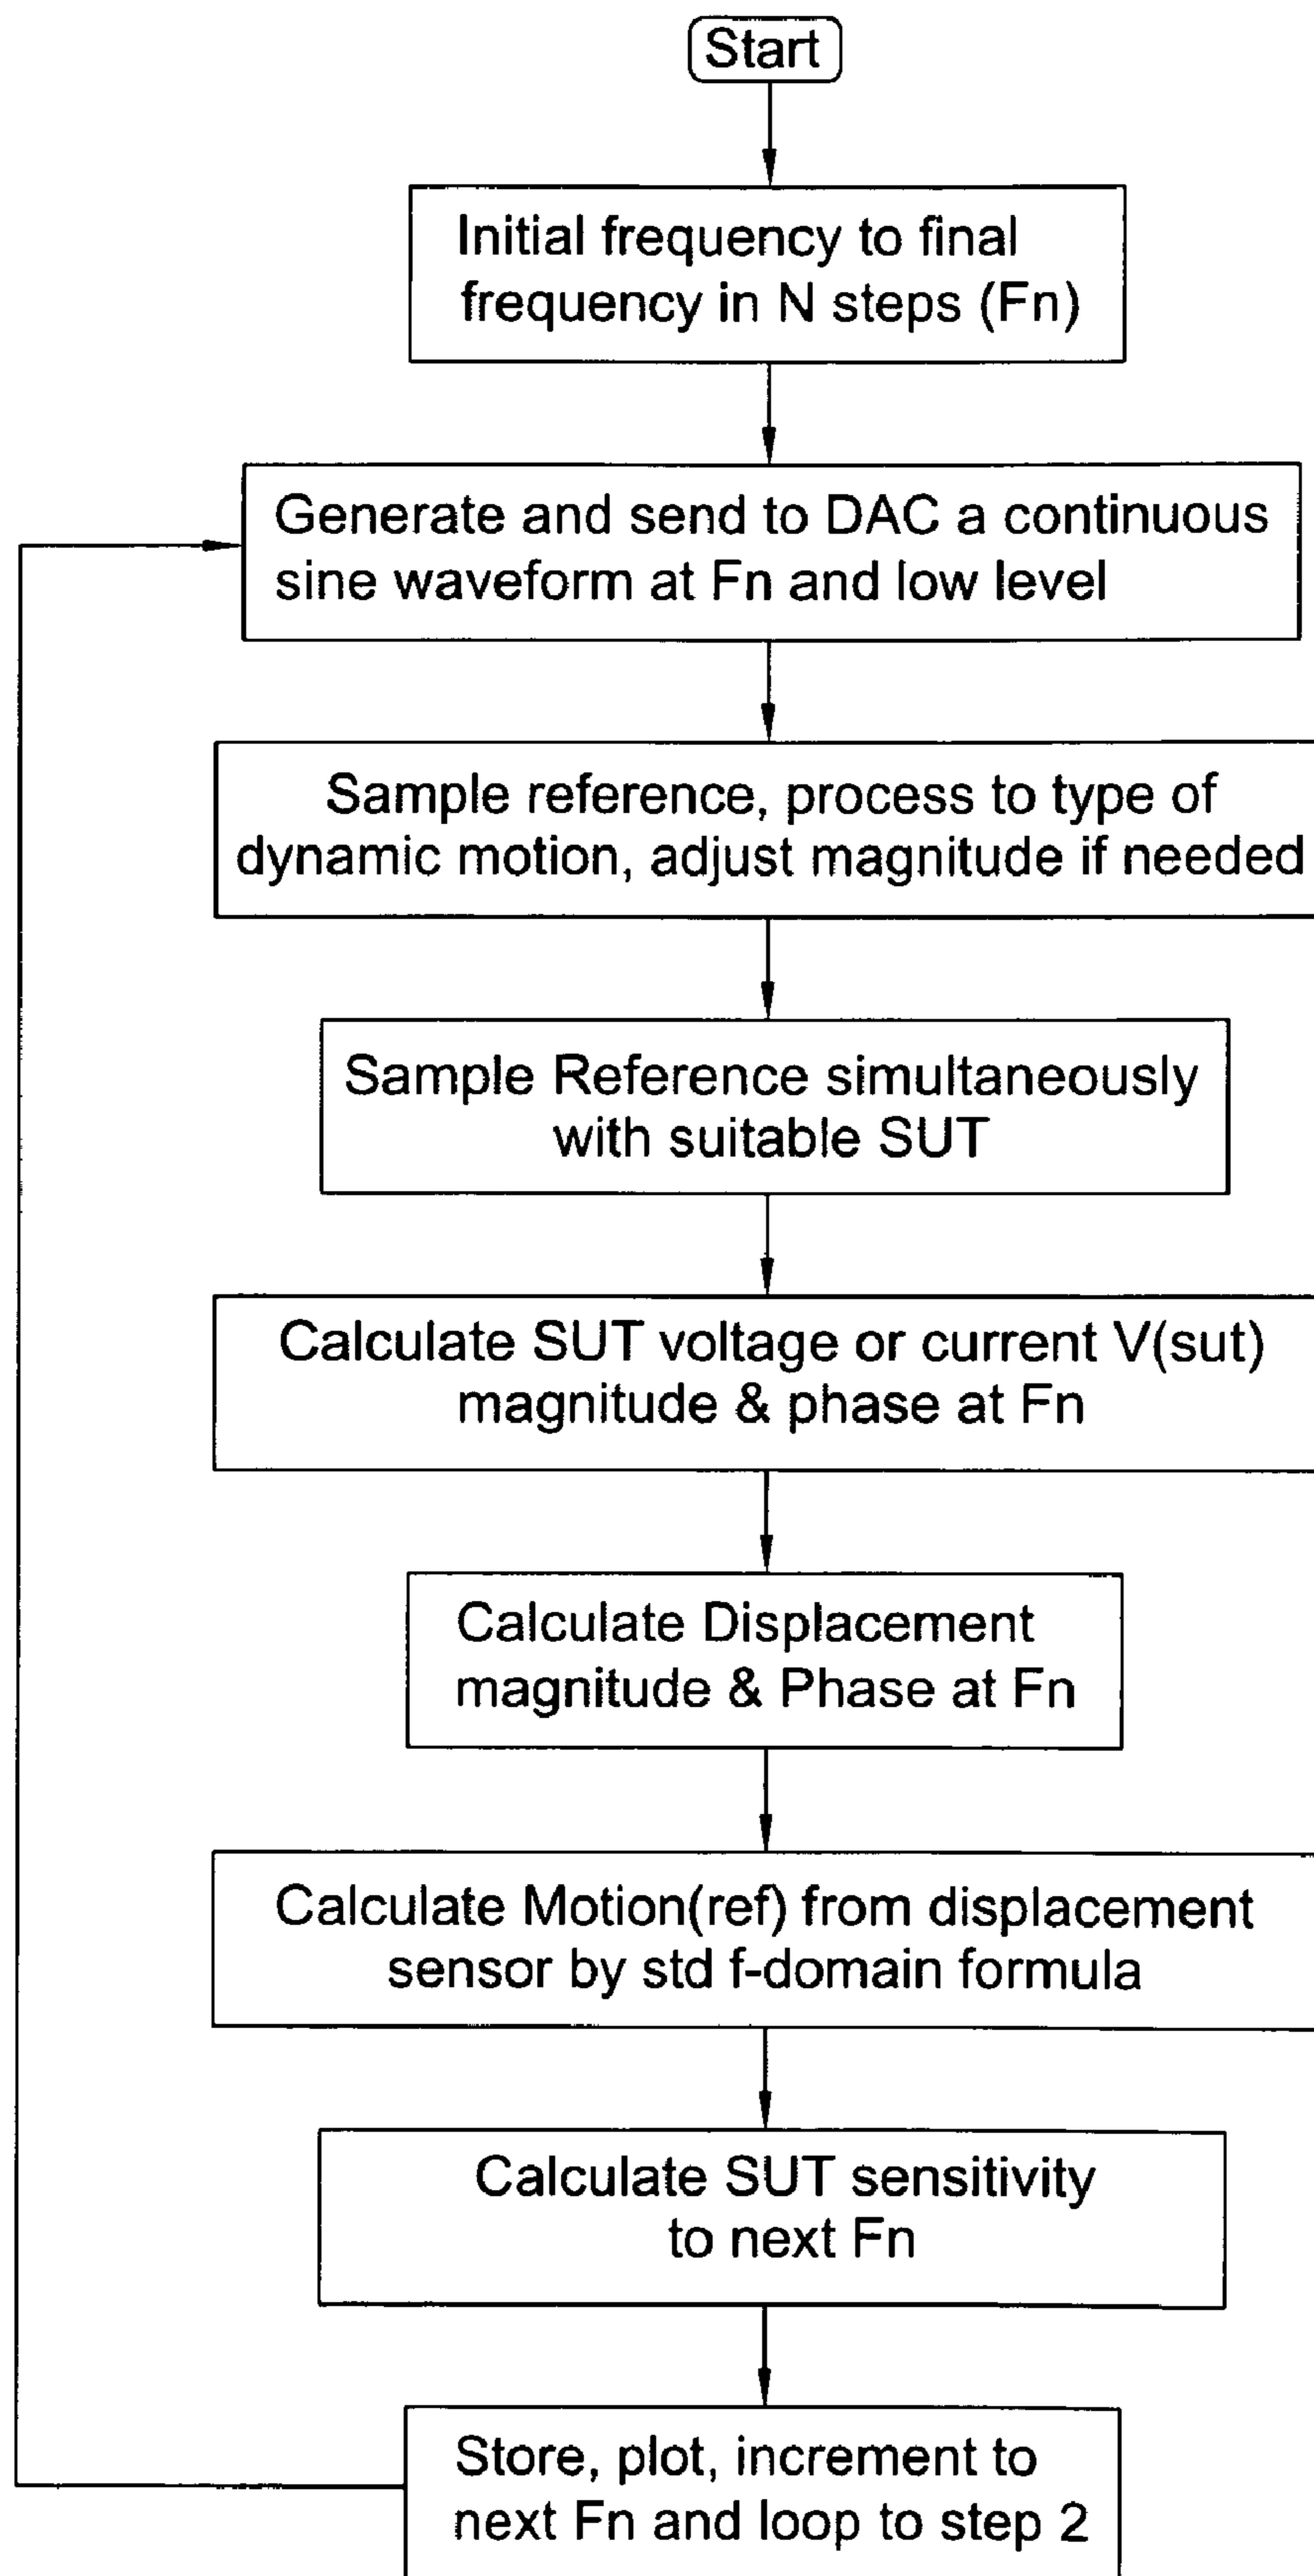 Start
Initial frequency to final
frequency in N steps (Fn)
Generate and send to DAC a continuous
sine waveform at Fn and low level
Sample reference, process to type of
dynamic motion, adjust magnitude if needed
Sample Reference simultaneously
with suitable SUT
Calculate SUT voltage or current V(sut)
magnitude & phase at Fn
Calculate Displacement
magnitude & Phase at Fn
Calculate Motion(ref) from displacement
sensor by std f-domain formula
Calculate SUT sensitivity
to next Fn
Store, plot, increment to
next Fn and loop to step 2